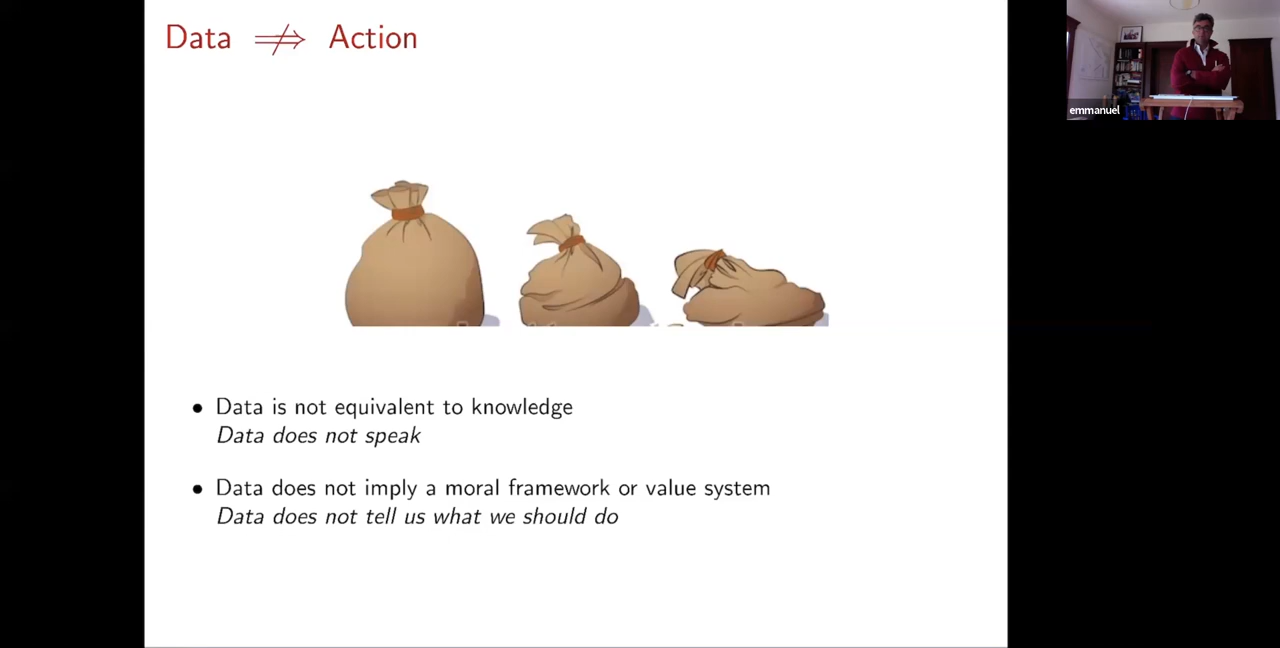 Data ⇏ Action
emmanuel
• Data is not equivalent to knowledge
Data does not speak
• Data does not imply a moral framework or value system
Data does not tell us what we should do